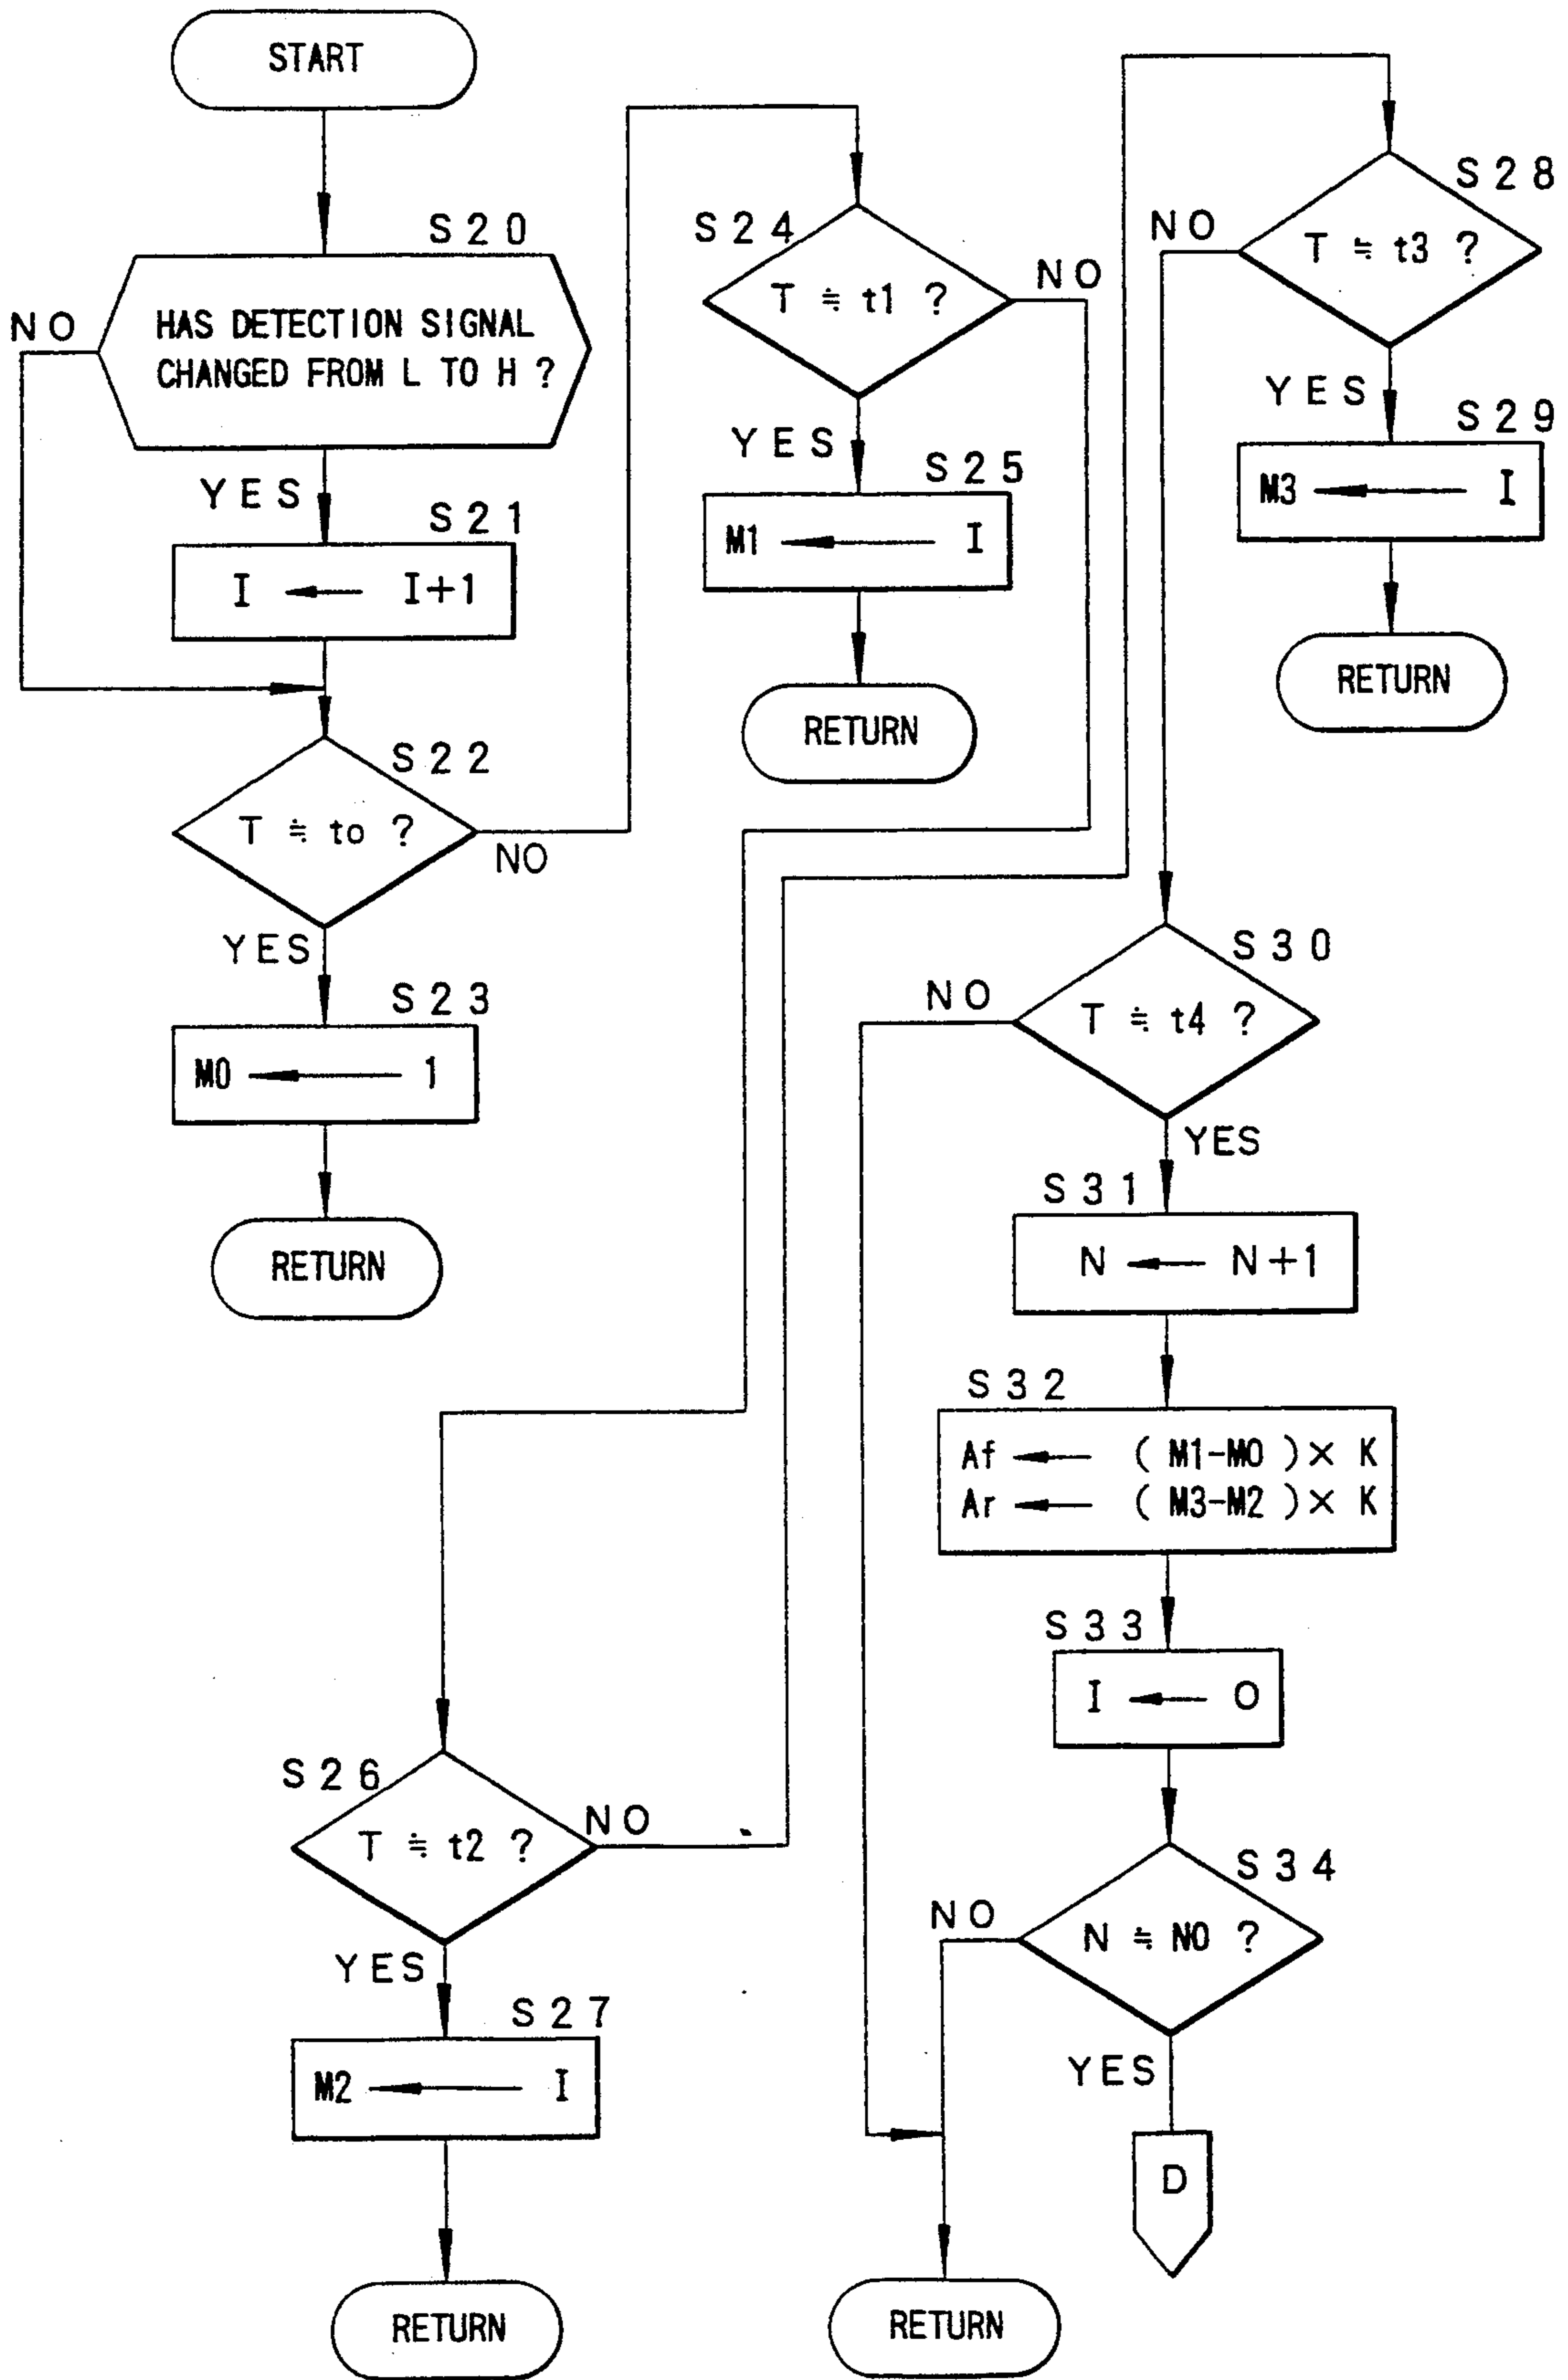 START
S20
NO
HAS DETECTION SIGNAL
CHANGED FROM L TO H ?
YES
S21
I ← I+1
S22
T ≒ to ?
NO
YES
S23
M0 ← 1
RETURN
S24
T ≒ t1 ?
NO
YES
S25
M1 ← I
RETURN
S26
T ≒ t2 ?
NO
YES
S27
M2 ← I
RETURN
S28
NO
T ≒ t3 ?
YES
S29
M3 ← I
RETURN
S30
NO
T ≒ t4 ?
YES
S31
N ← N+1
S32
Af ← (M1-M0)× K
Ar ← (M3-M2)× K
S33
I ← 0
S34
NO
N ≒ N0 ?
YES
D
RETURN